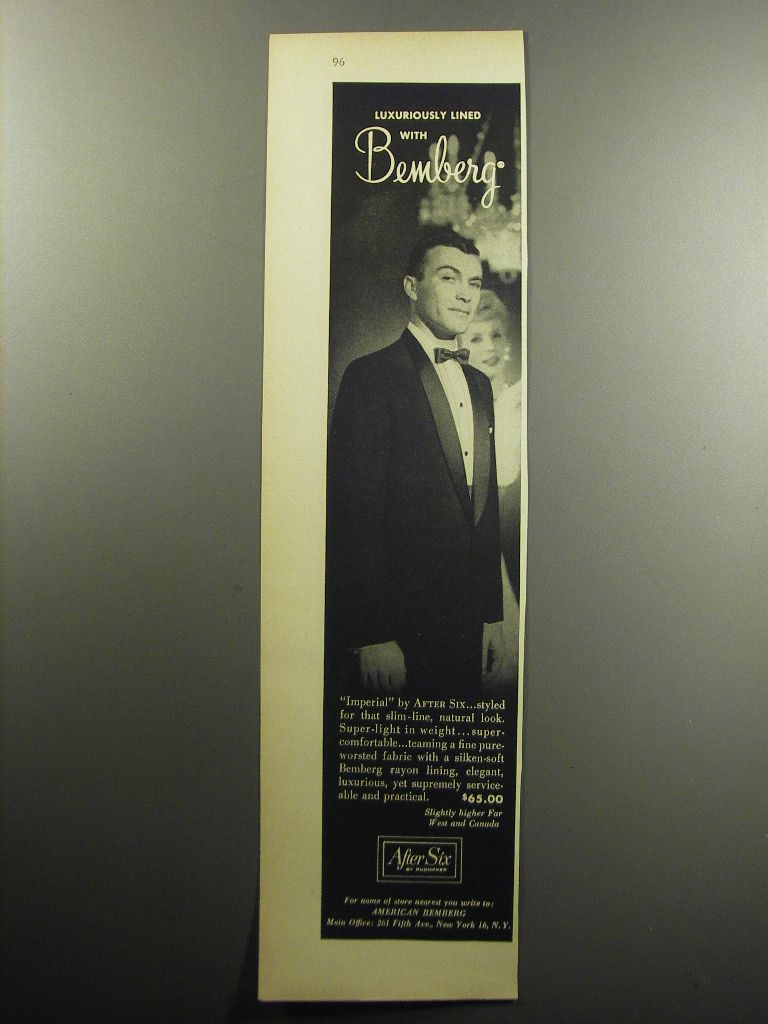 96
LUXURIOUSLY LINED
WITH
Bemberg®
"Imperial" by AFTER SIX...styled
for that slim-line, natural look.
Super-light in weight...super-
comfortable...teaming a fine pure-
worsted fabric with a silken-soft
Bemberg rayon lining, elegant,
luxurious, yet supremely service-
able and practical. $65.00
Slightly higher Far
West and Canada
After Six
BY RUDOFKER
For name of store nearest you write to:
AMERICAN BEMBERG
Main Office: 261 Fifth Ave., New York 16, N.Y.